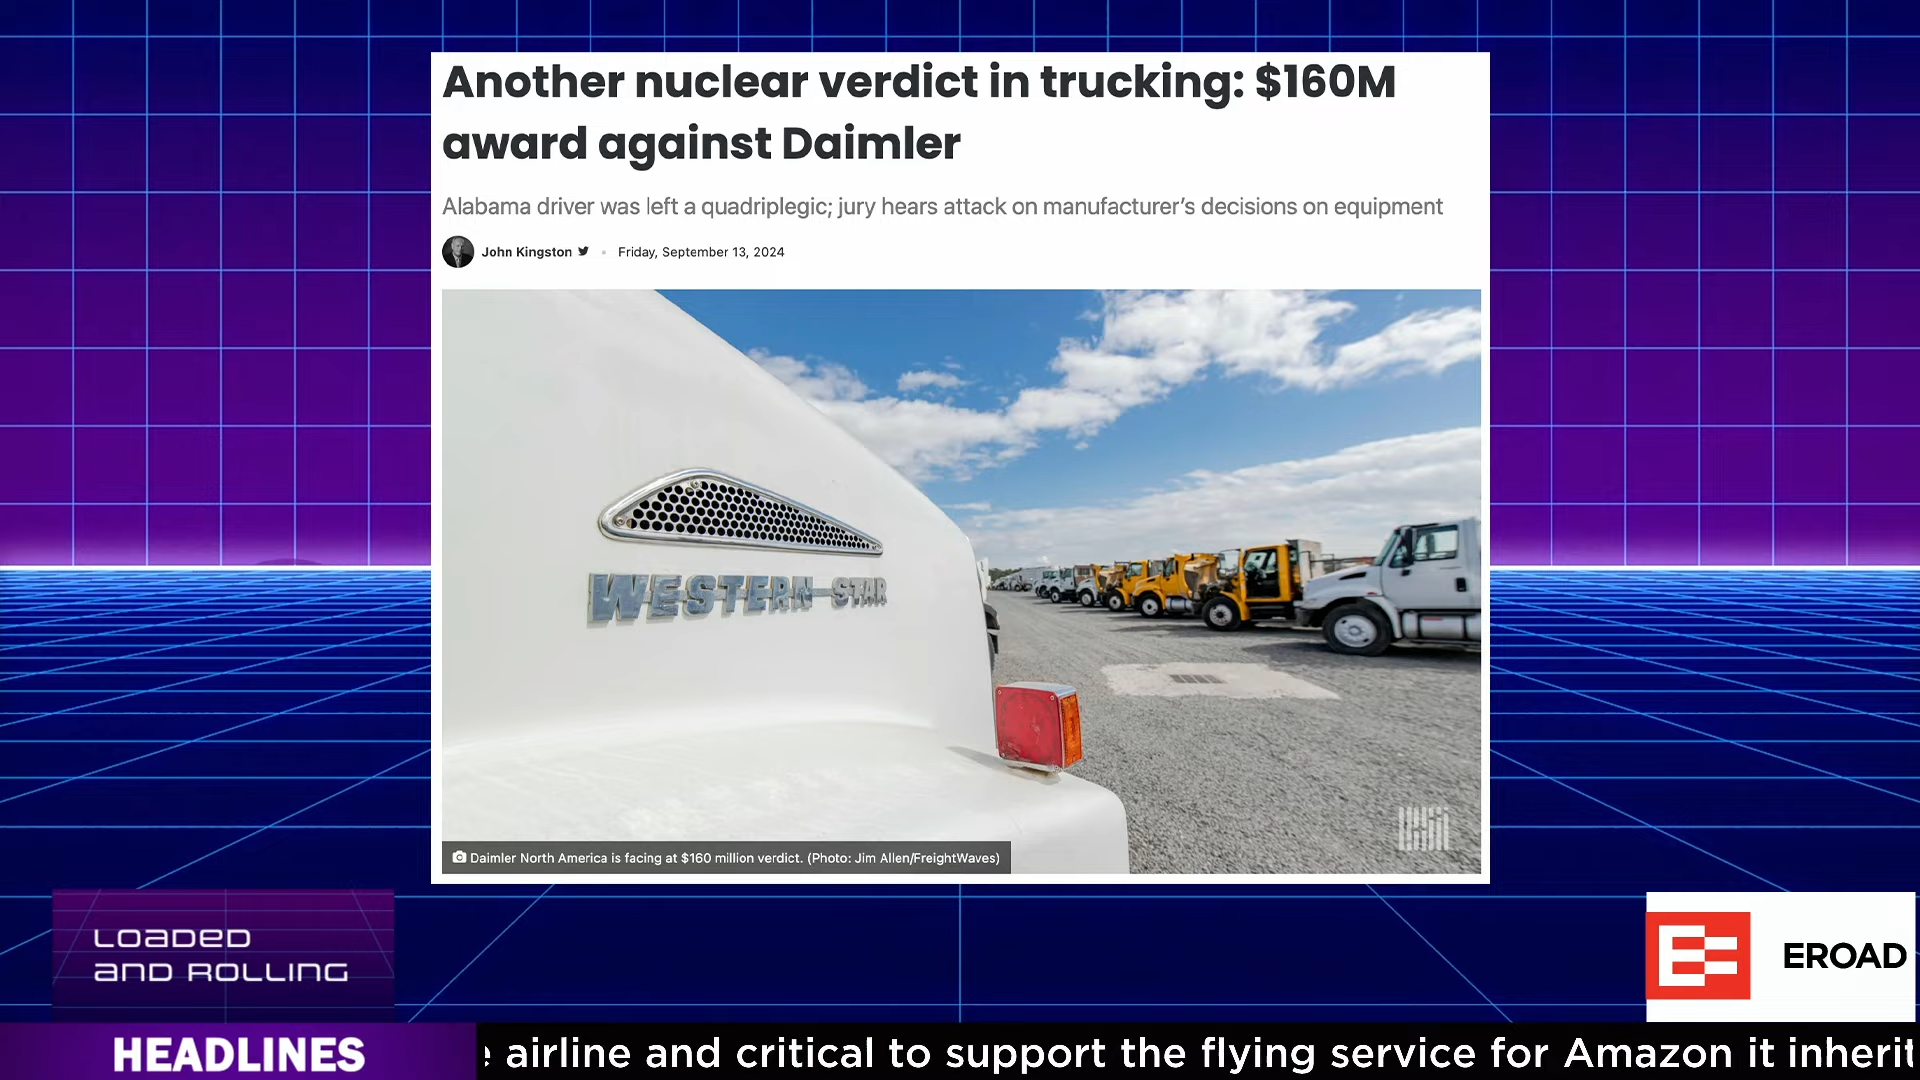 Another nuclear verdict in trucking: $160M
award against Daimler
Alabama driver was left a quadriplegic; jury hears attack on manufacturer's decisions on equipment
John Kingston • Friday, September 13, 2024
WESTERN STAR
Daimler North America is facing at $160 million verdict. (Photo: Jim Allen/FreightWaves)
LOADED
AND ROLLING
EROAD
HEADLINES
airline and critical to support the flying service for Amazon it inherit